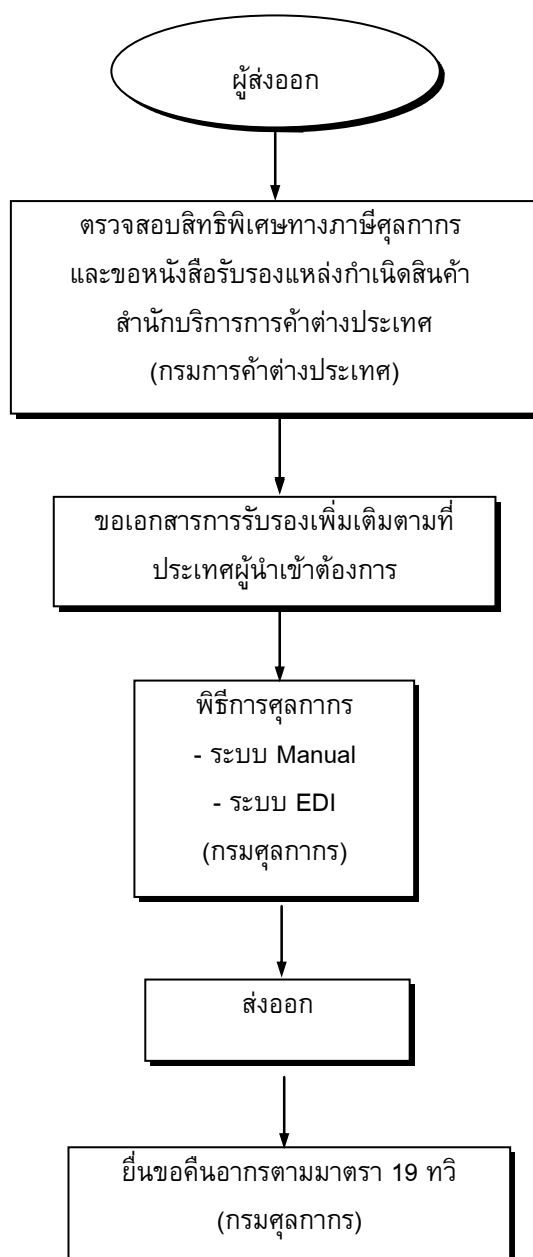 ผู้ส่งออก
ตรวจสอบสิทธิพิเศษทางภาษีศุลกากร
และขอหนังสือรับรองแหล่งกำเนิดสินค้า
สำนักบริการการค้าต่างประเทศ
(กรมการค้าต่างประเทศ)
ขอเอกสารการรับรองเพิ่มเติมตามที่
ประเทศผู้นำเข้าต้องการ
พิธีการศุลกากร
- ระบบ Manual
- ระบบ EDI
(กรมศุลกากร)
ส่งออก
ยื่นขอคืนอากรตามมาตรา 19 ทวิ
(กรมศุลกากร)